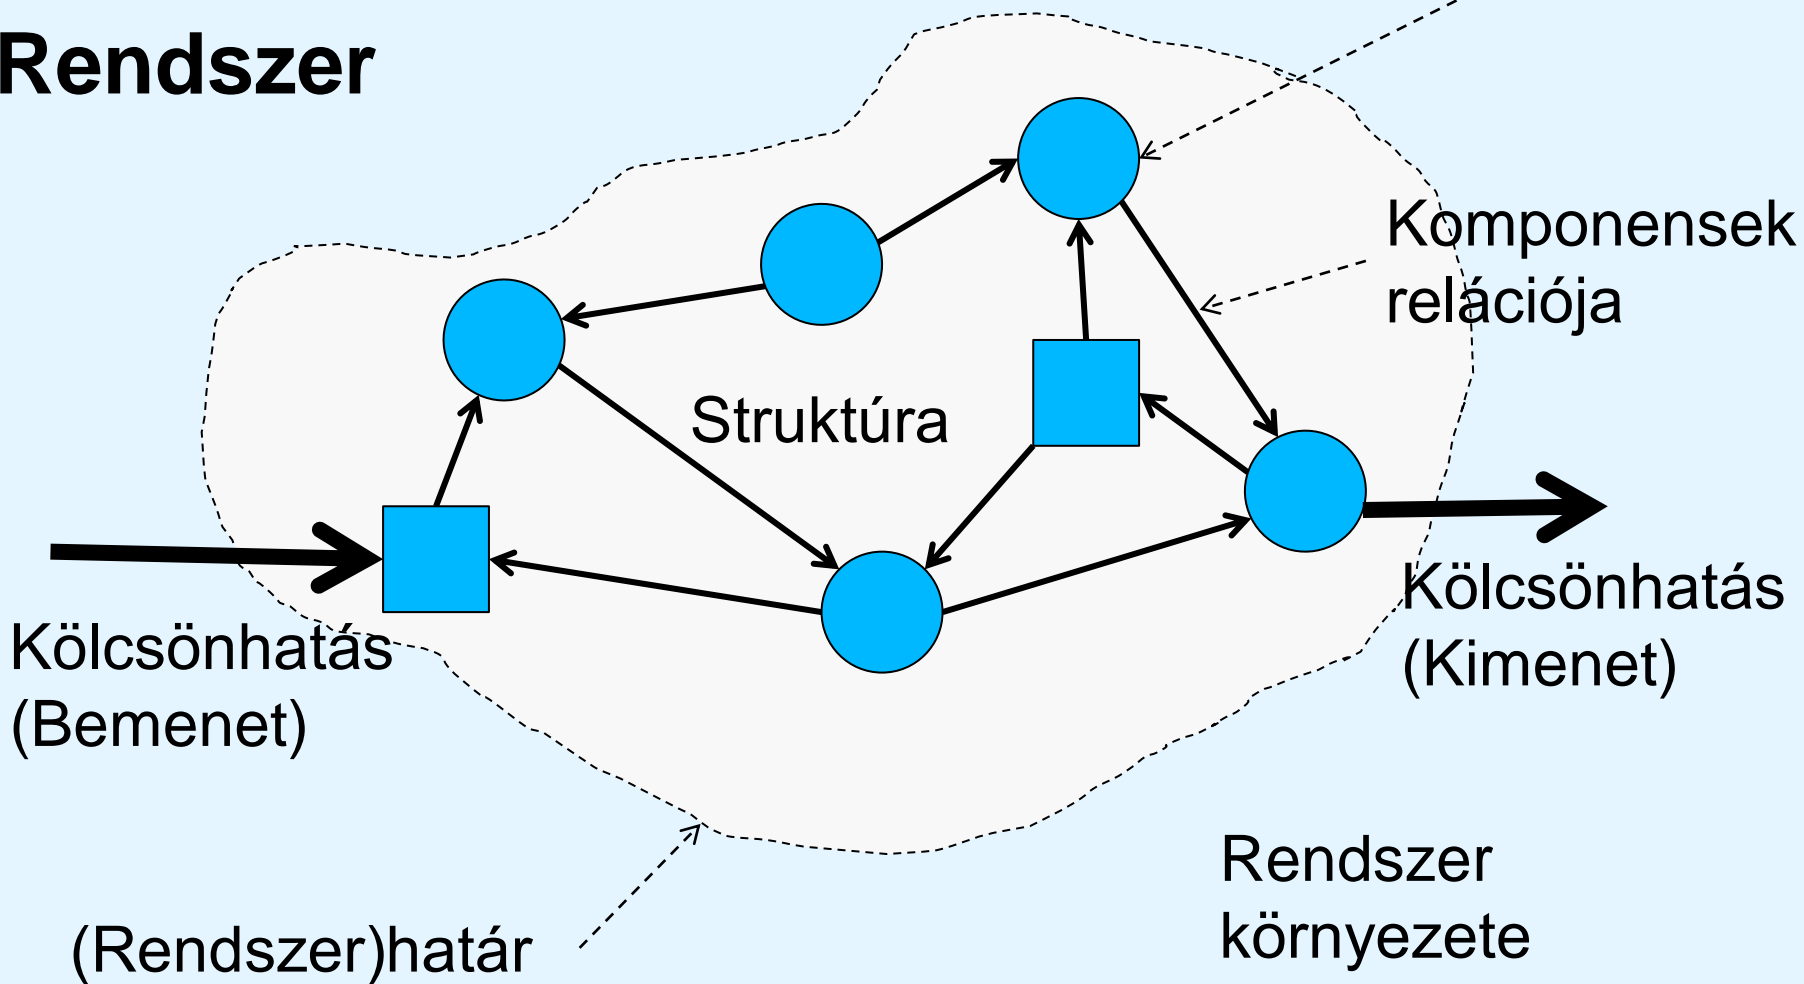 Rendszer
Komponensek
relációja
Struktúra
Kölcsönhatás
(Bemenet)
Kölcsönhatás
(Kimenet)
Rendszer
környezete
(Rendszer)határ